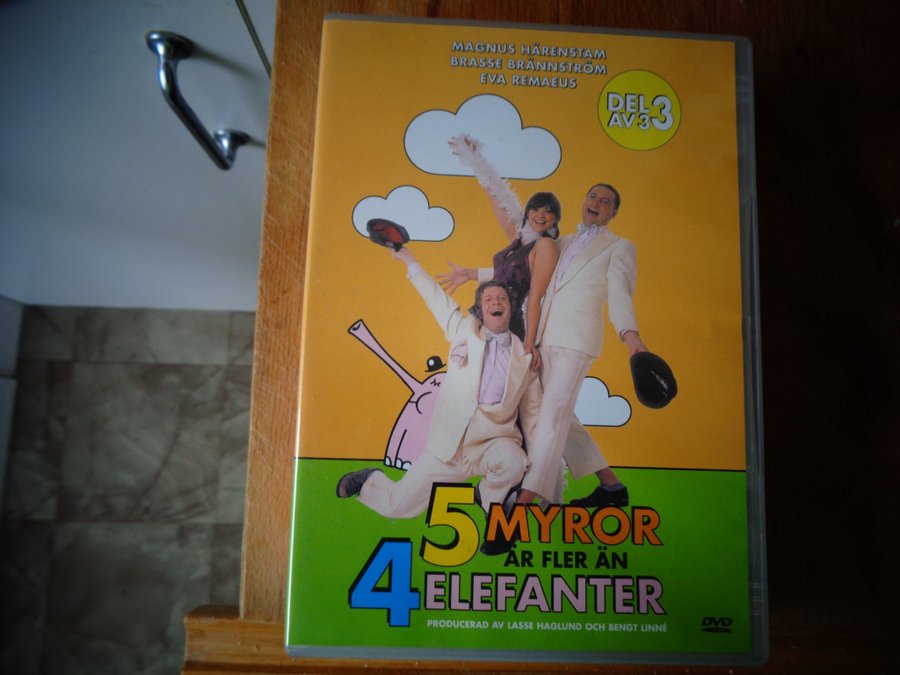 MAGNUS HÄRENSTAM
BRASSE BRÄNNSTRÖM
EVA REMAEUS
DEL 3
AV 3
5 MYROR
ÄR FLER ÄN
4 ELEFANTER
PRODUCERAD AV LASSE HAGLUND OCH BENGT LINNÉ
DVD